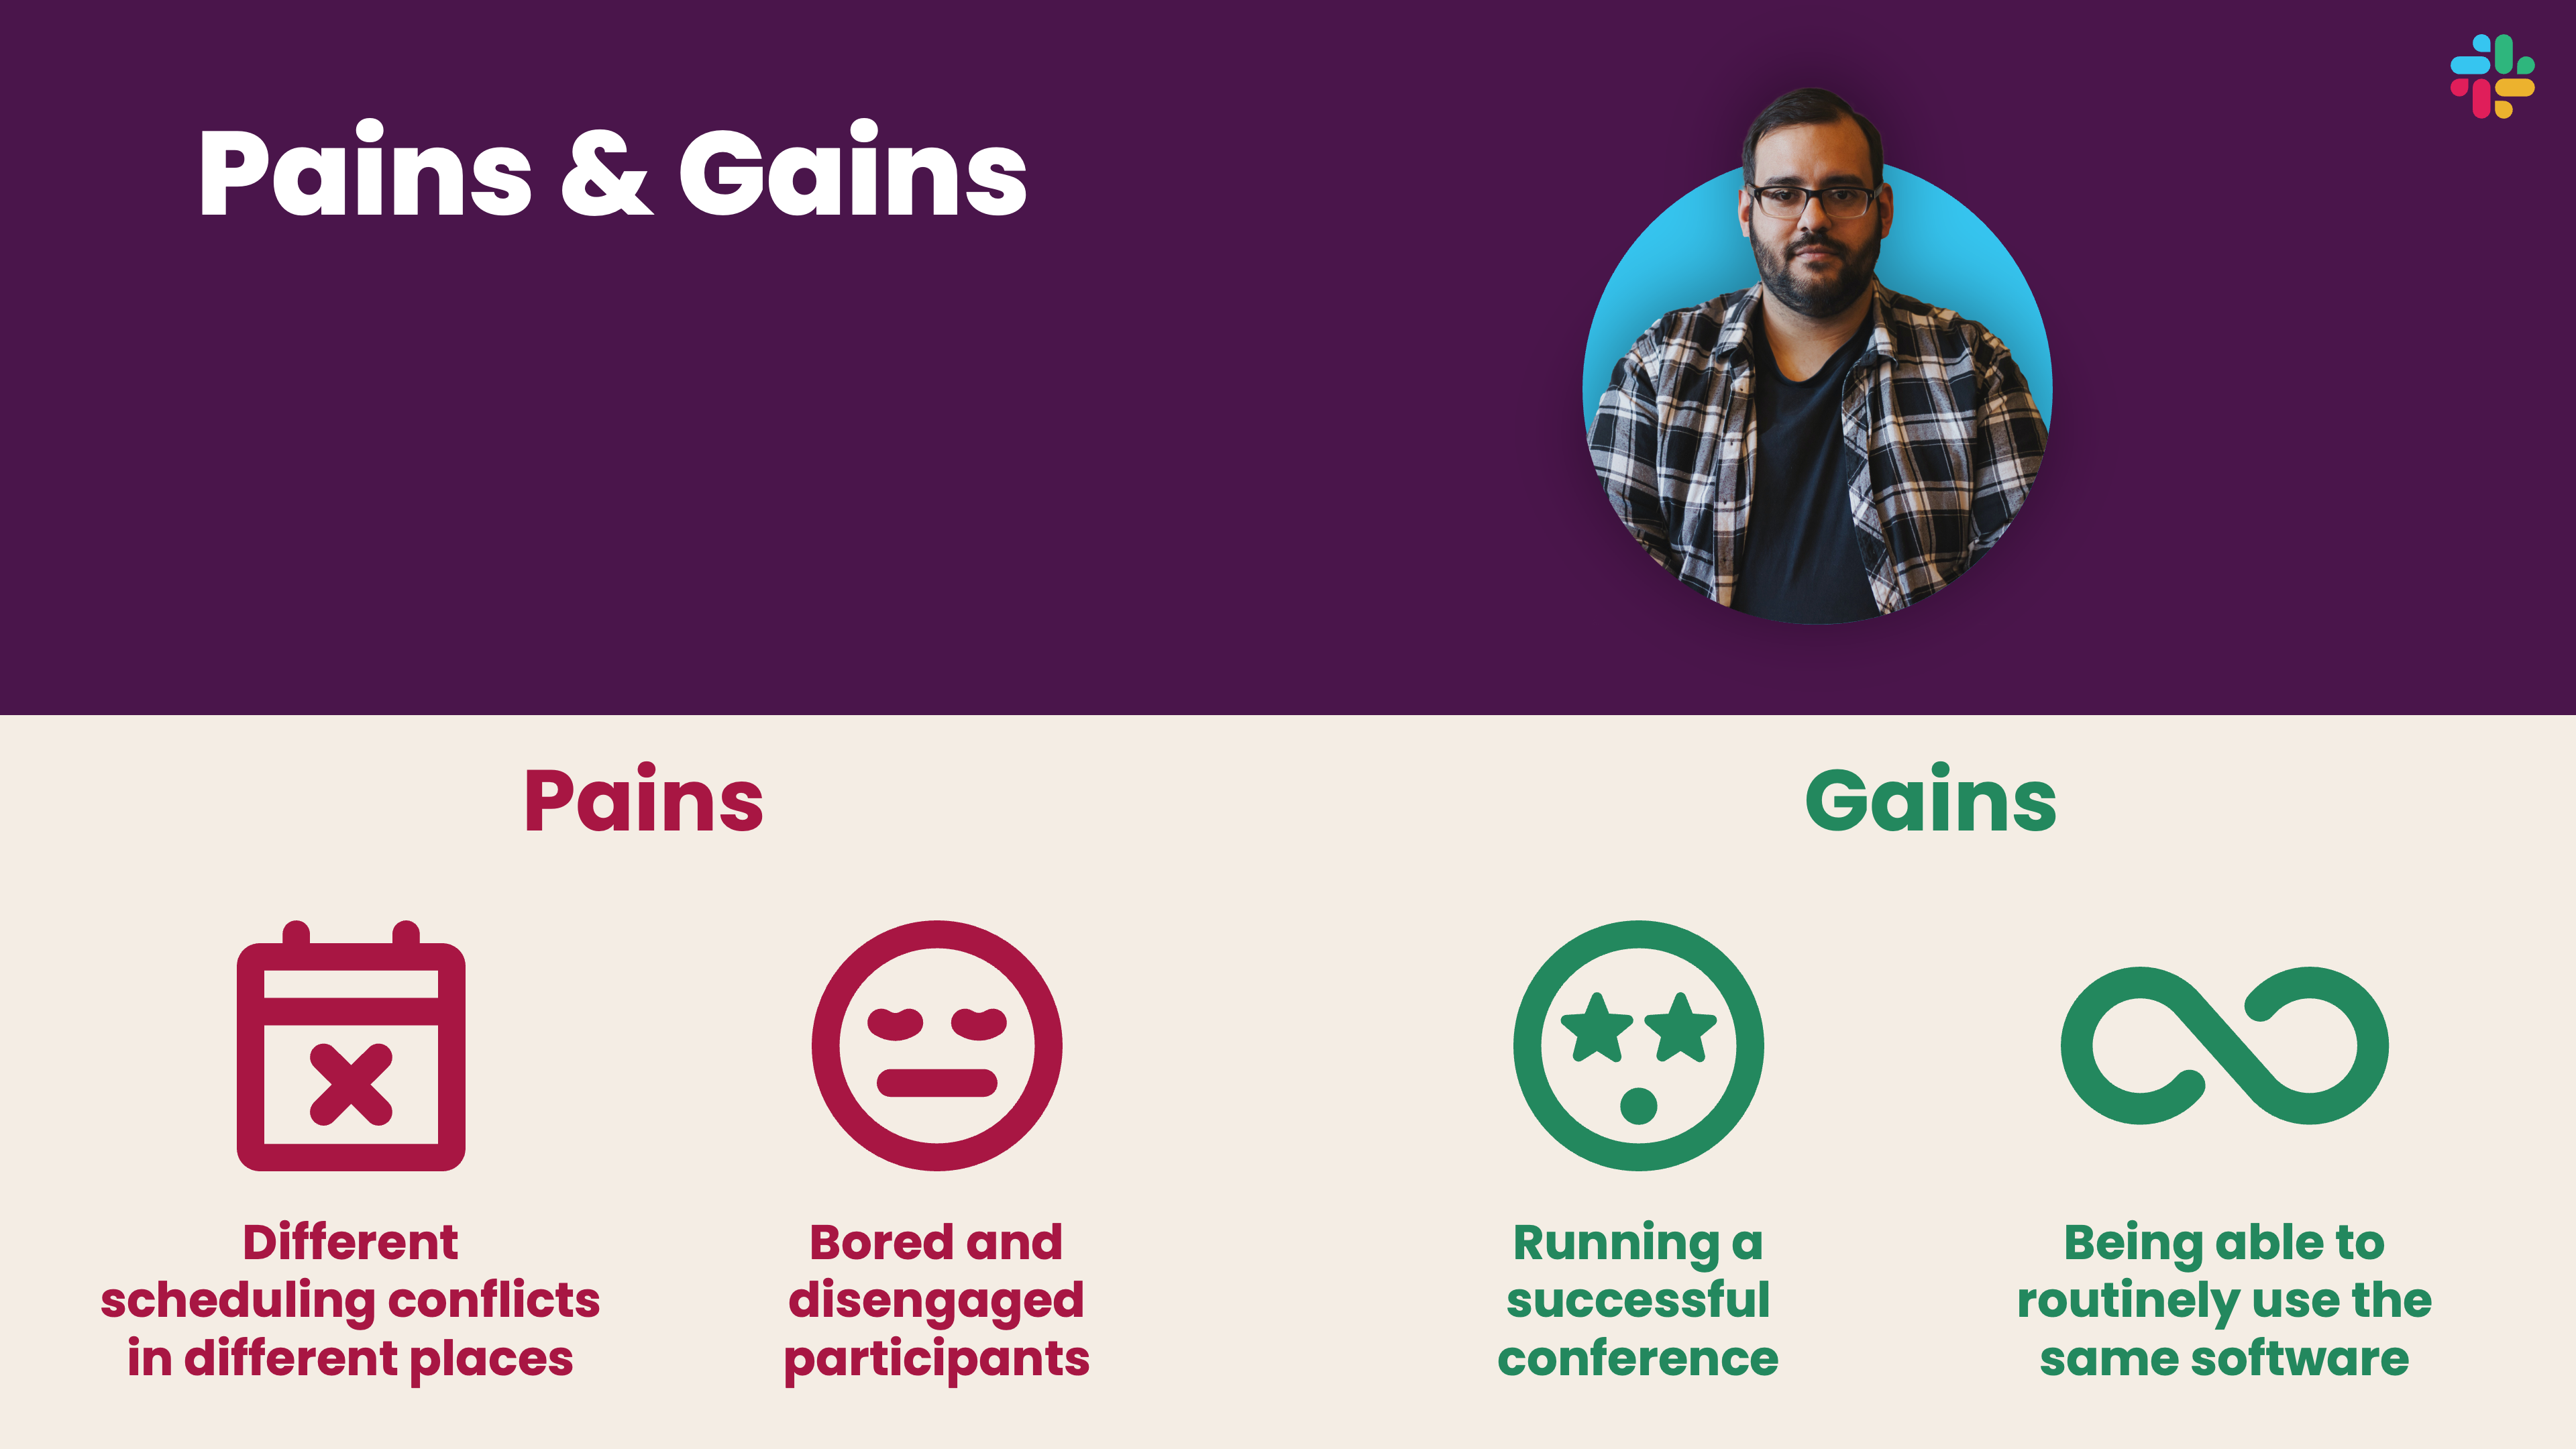 Pains & Gains
Pains
Different
scheduling conflicts
in different places
Bored and
disengaged
participants
Gains
Running a
successful
conference
Being able to
routinely use the
same software